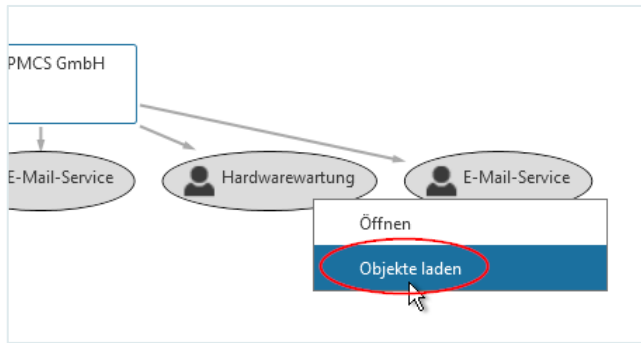 PMCS GmbH
E-Mail-Service
Hardwarewartung
E-Mail-Service
Öffnen
Objekte laden